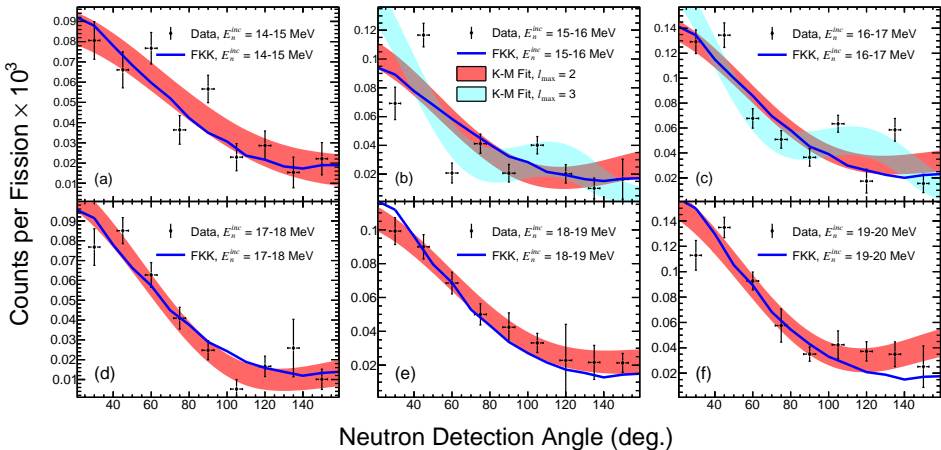 Counts per Fission × 10³
0.09
0.08
0.07
0.06
0.05
0.04
0.03
0.02
0.01
Data, E_n^inc = 14-15 MeV
FKK, E_n^inc = 14-15 MeV
(a)
0.14
0.12
0.1
0.08
0.06
0.04
0.02
Data, E_n^inc = 15-16 MeV
FKK, E_n^inc = 15-16 MeV
K-M Fit, l_max = 2
K-M Fit, l_max = 3
(b)
0.16
0.14
0.12
0.1
0.08
0.06
0.04
0.02
Data, E_n^inc = 16-17 MeV
FKK, E_n^inc = 16-17 MeV
(c)
0.09
0.08
0.07
0.06
0.05
0.04
0.03
0.02
0.01
Data, E_n^inc = 17-18 MeV
FKK, E_n^inc = 17-18 MeV
(d)
20 40 60 80 100 120 140
0.1
0.08
0.06
0.04
0.02
Data, E_n^inc = 18-19 MeV
FKK, E_n^inc = 18-19 MeV
(e)
20 40 60 80 100 120 140
0.14
0.12
0.1
0.08
0.06
0.04
0.02
Data, E_n^inc = 19-20 MeV
FKK, E_n^inc = 19-20 MeV
(f)
20 40 60 80 100 120 140
Neutron Detection Angle (deg.)